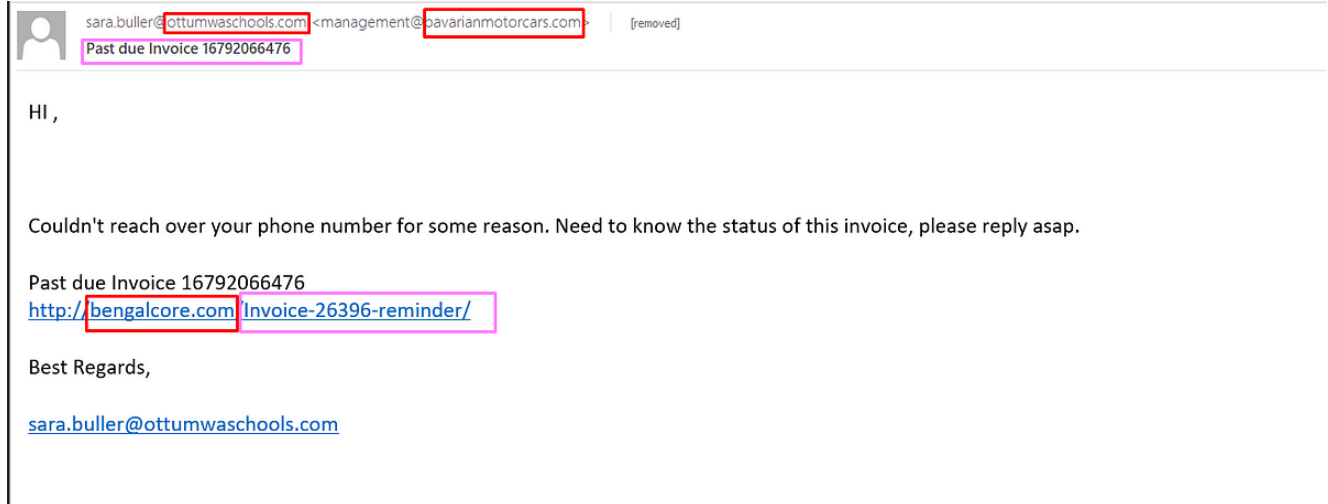 sara.buller@ottumwaschools.com <management@bavarianmotorcars.com> [removed]
Past due Invoice 16792066476
HI ,
Couldn't reach over your phone number for some reason. Need to know the status of this invoice, please reply asap.
Past due Invoice 16792066476
http://bengalcore.com/Invoice-26396-reminder/
Best Regards,
sara.buller@ottumwaschools.com